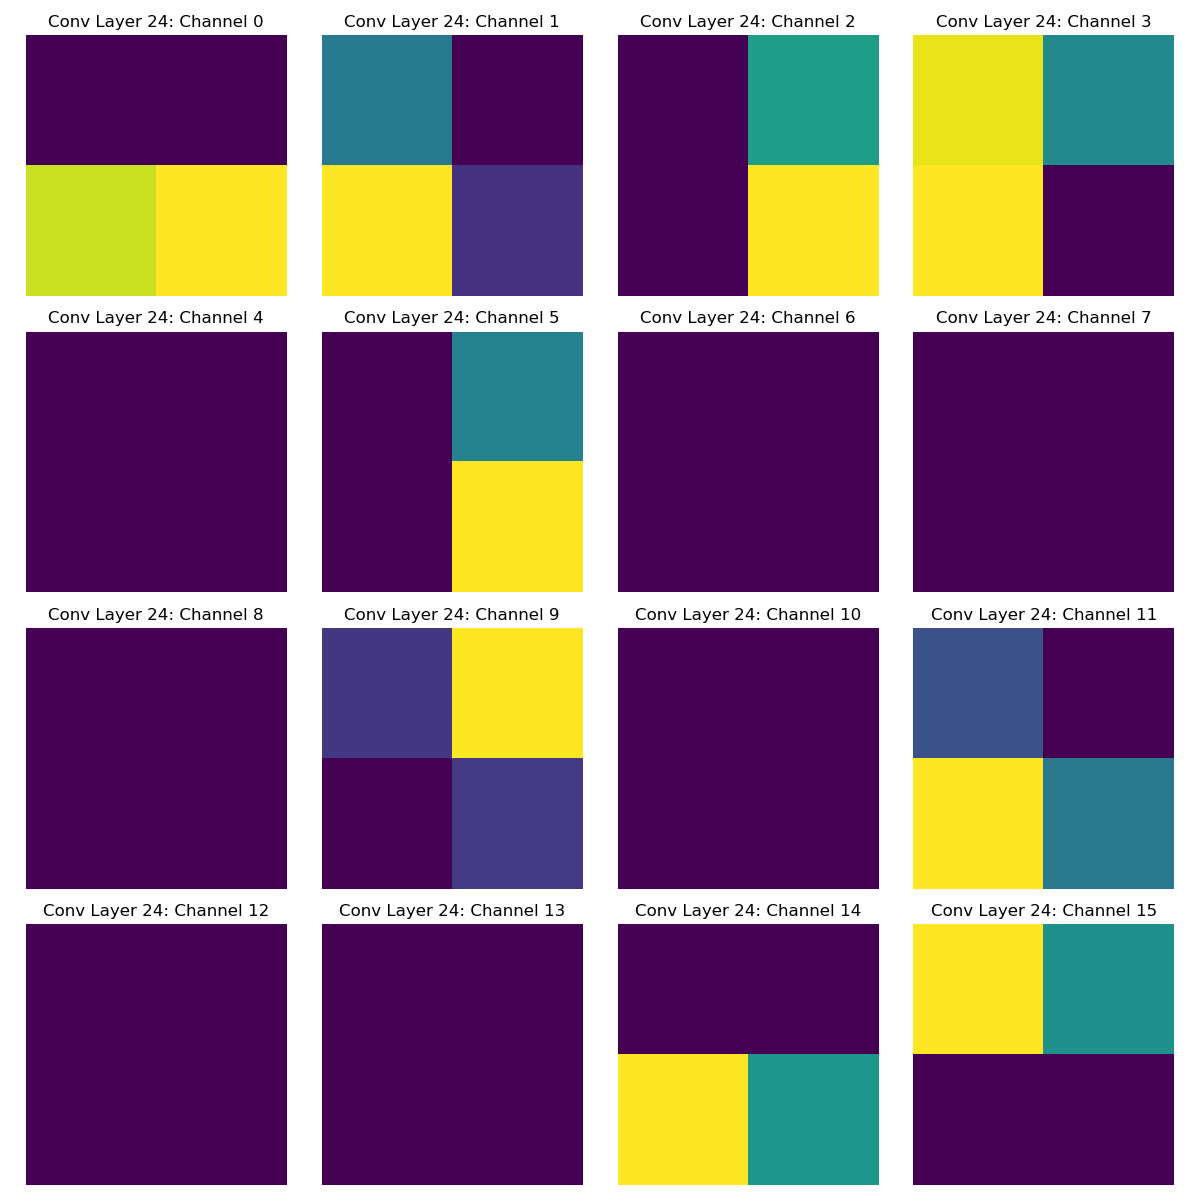 Conv Layer 24: Channel 0
Conv Layer 24: Channel 1
Conv Layer 24: Channel 2
Conv Layer 24: Channel 3
Conv Layer 24: Channel 4
Conv Layer 24: Channel 5
Conv Layer 24: Channel 6
Conv Layer 24: Channel 7
Conv Layer 24: Channel 8
Conv Layer 24: Channel 9
Conv Layer 24: Channel 10
Conv Layer 24: Channel 11
Conv Layer 24: Channel 12
Conv Layer 24: Channel 13
Conv Layer 24: Channel 14
Conv Layer 24: Channel 15